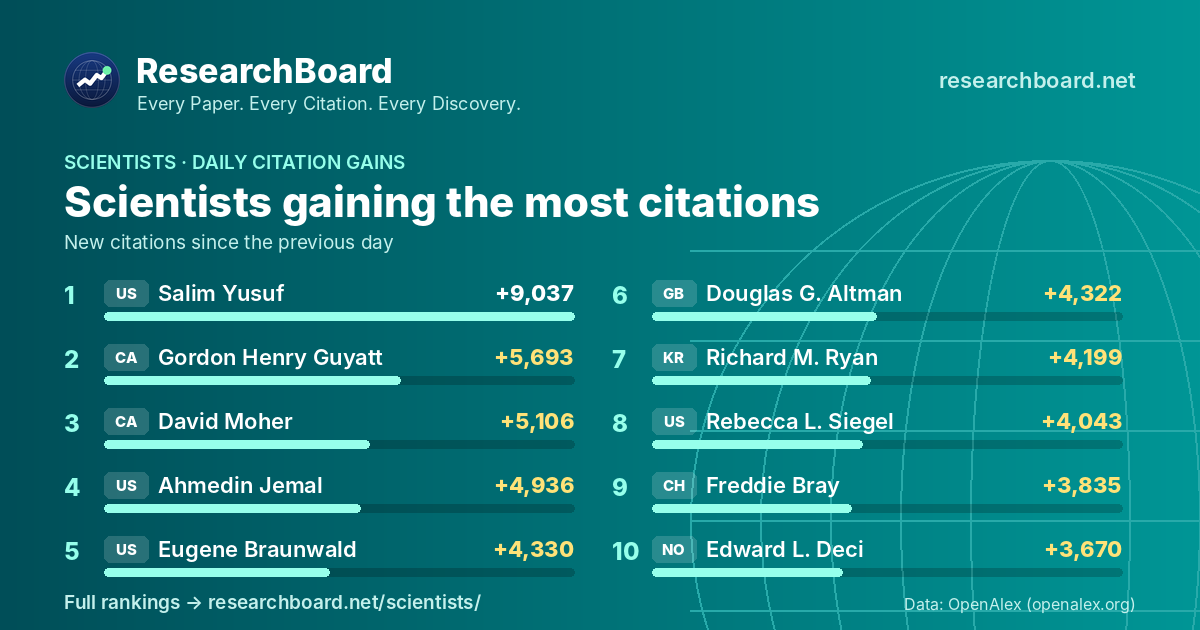 ResearchBoard
Every Paper. Every Citation. Every Discovery.
researchboard.net
SCIENTISTS · DAILY CITATION GAINS
Scientists gaining the most citations
New citations since the previous day
1 US Salim Yusuf +9,037
2 CA Gordon Henry Guyatt +5,693
3 CA David Moher +5,106
4 US Ahmedin Jemal +4,936
5 US Eugene Braunwald +4,330
6 GB Douglas G. Altman +4,322
7 KR Richard M. Ryan +4,199
8 US Rebecca L. Siegel +4,043
9 CH Freddie Bray +3,835
10 NO Edward L. Deci +3,670
Full rankings → researchboard.net/scientists/
Data: OpenAlex (openalex.org)